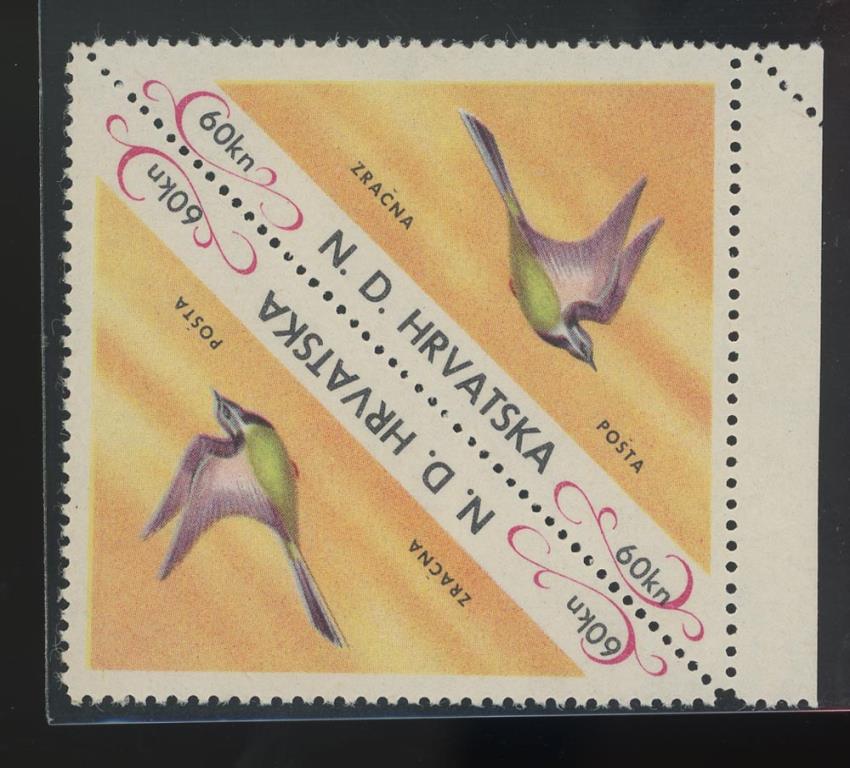 60kn
ZRAČNA
N. D. HRVATSKA
POŠTA
60kn
60kn
ZRAČNA
N. D. HRVATSKA
POŠTA
60kn